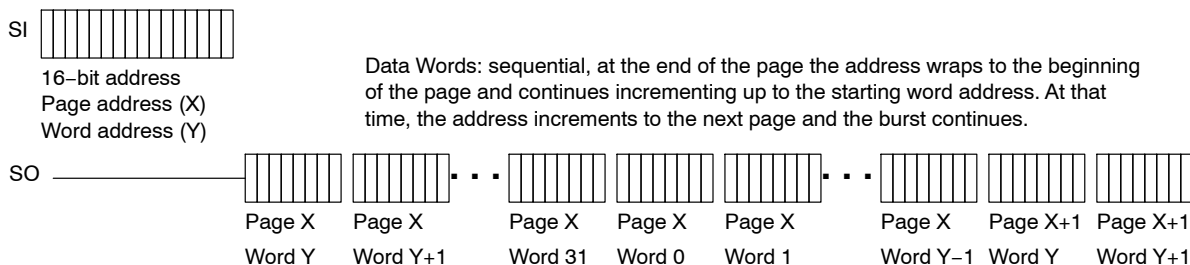 SI
16−bit address
Page address (X)
Word address (Y)
Data Words: sequential, at the end of the page the address wraps to the beginning
of the page and continues incrementing up to the starting word address. At that
time, the address increments to the next page and the burst continues.
SO
Page X Page X Page X Page X Page X Page X Page X+1 Page X+1
Word Y Word Y+1 Word 31 Word 0 Word 1 Word Y−1 Word Y Word Y+1